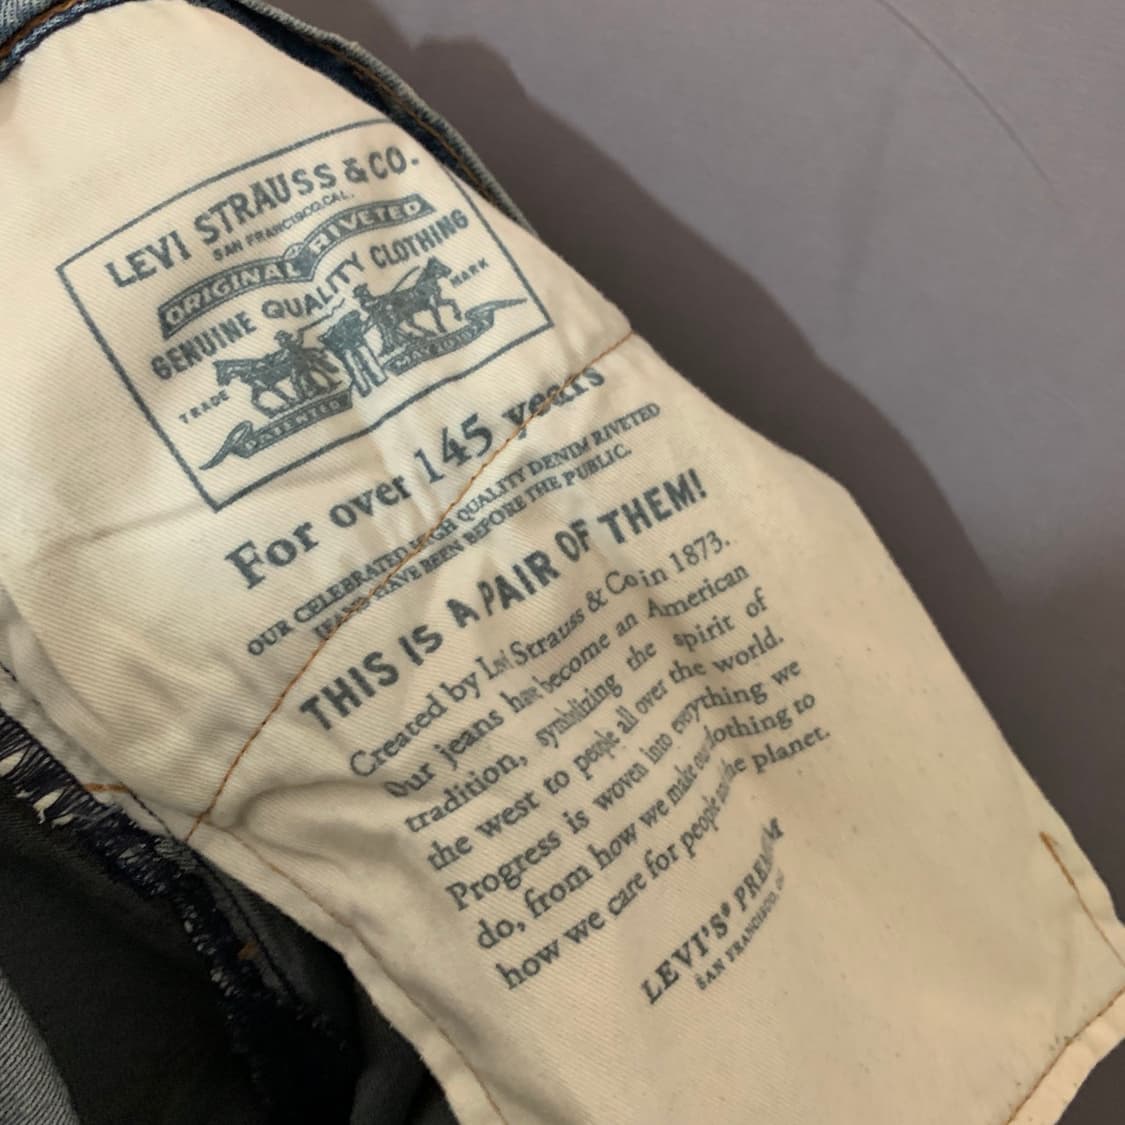 LEVI STRAUSS & CO.
SAN FRANCISCO, CAL.
ORIGINAL RIVETED
GENUINE QUALITY CLOTHING
TRADE MARK
PATENTED MAY
For over 145 years
OUR CELEBRATED HIGH QUALITY DENIM RIVETED
JEANS HAVE BEEN BEFORE THE PUBLIC.
THIS IS A PAIR OF THEM!
Created by Levi Strauss & Co in 1873.
Our jeans have become an American
tradition, symbolizing the spirit of
the west to people all over the world.
Progress is woven into everything we
do, from how we make our clothing to
how we care for people and the planet.
LEVI'S® PREMIUM
SAN FRANCISCO,